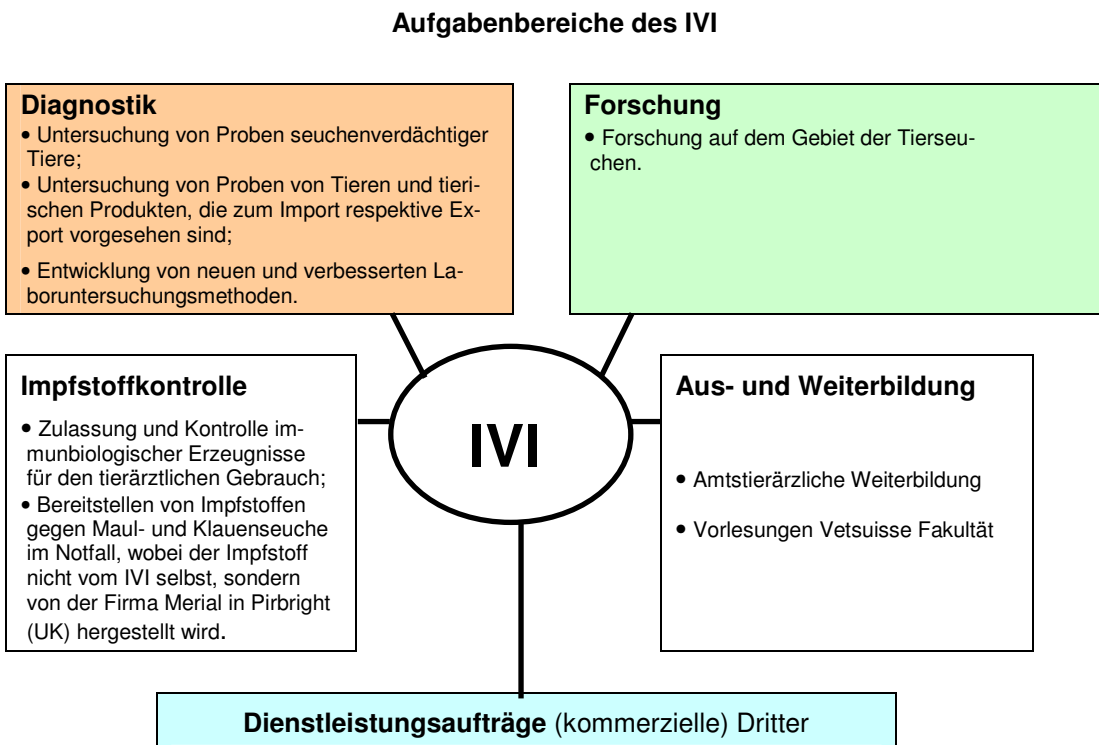 Aufgabenbereiche des IVI
Diagnostik
• Untersuchung von Proben seuchenverdächtiger
Tiere;
• Untersuchung von Proben von Tieren und tieri-
schen Produkten, die zum Import respektive Ex-
port vorgesehen sind;
• Entwicklung von neuen und verbesserten La-
boruntersuchungsmethoden.
Forschung
• Forschung auf dem Gebiet der Tierseu-
chen.
Impfstoffkontrolle
• Zulassung und Kontrolle im-
munbiologischer Erzeugnisse
für den tierärztlichen Gebrauch;
• Bereitstellen von Impfstoffen
gegen Maul- und Klauenseuche
im Notfall, wobei der Impfstoff
nicht vom IVI selbst, sondern
von der Firma Merial in Pirbright
(UK) hergestellt wird.
IVI
Aus- und Weiterbildung
• Amtstierärzliche Weiterbildung
• Vorlesungen Vetsuisse Fakultät
Dienstleistungsaufträge (kommerzielle) Dritter